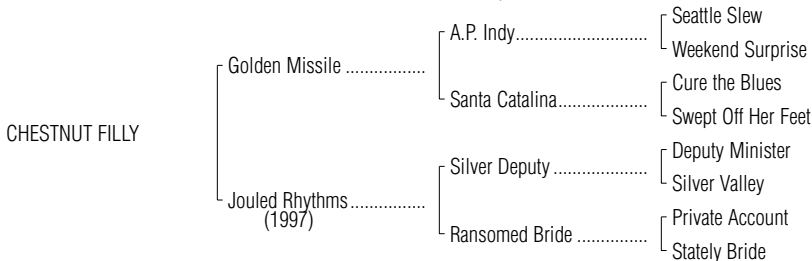 Seattle Slew
A.P. Indy.............................
Weekend Surprise
Golden Missile .................
Cure the Blues
Santa Catalina....................
Swept Off Her Feet
CHESTNUT FILLY
Deputy Minister
Silver Deputy .....................
Silver Valley
Jouled Rhythms................
(1997)
Private Account
Ransomed Bride ...............
Stately Bride